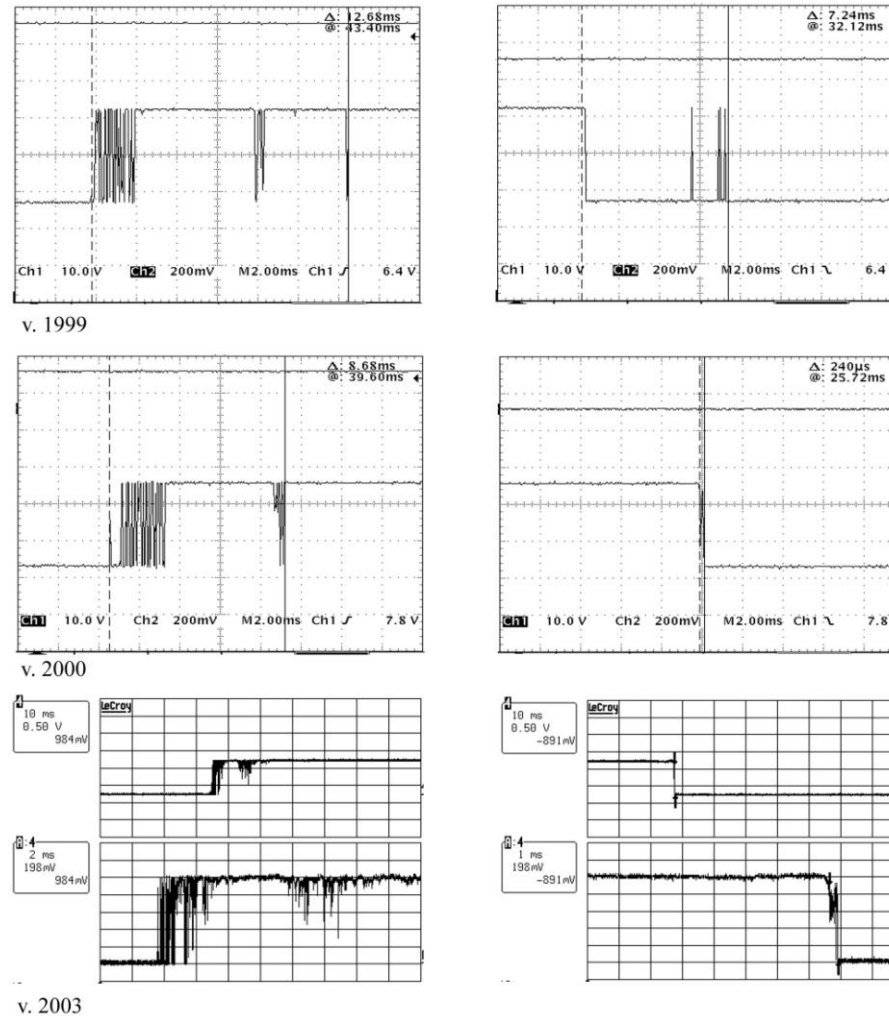 Δ: 12.68ms
@: 43.40ms
Ch1 10.0 V Ch2 200mV M2.00ms Ch1 6.4 V
Δ: 7.24ms
@: 32.12ms
Ch1 10.0 V Ch2 200mV M2.00ms Ch1 6.4
v. 1999
Δ: 8.68ms
@: 39.60ms
Ch1 10.0 V Ch2 200mV M2.00ms Ch1 7.8 V
Δ: 240µs
@: 25.72ms
Ch1 10.0 V Ch2 200mV M2.00ms Ch1 7.8
v. 2000
4
10 ms
0.50 V
984mV
LeCroy
8:4
2 ms
198mV
984mV
4
10 ms
0.50 V
-891mV
LeCroy
8:4
1 ms
198mV
-891mV
v. 2003